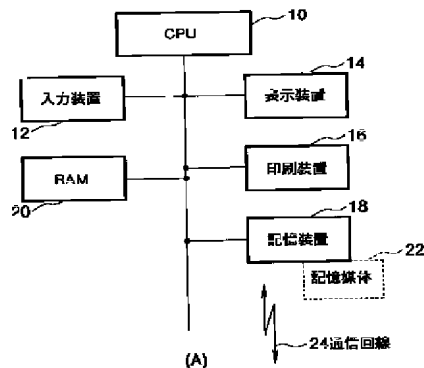 10
CPU
14
入力装置
表示装置
12
16
RAM
印刷装置
20
18
記憶装置
22
記憶媒体
24通信回線
(A)